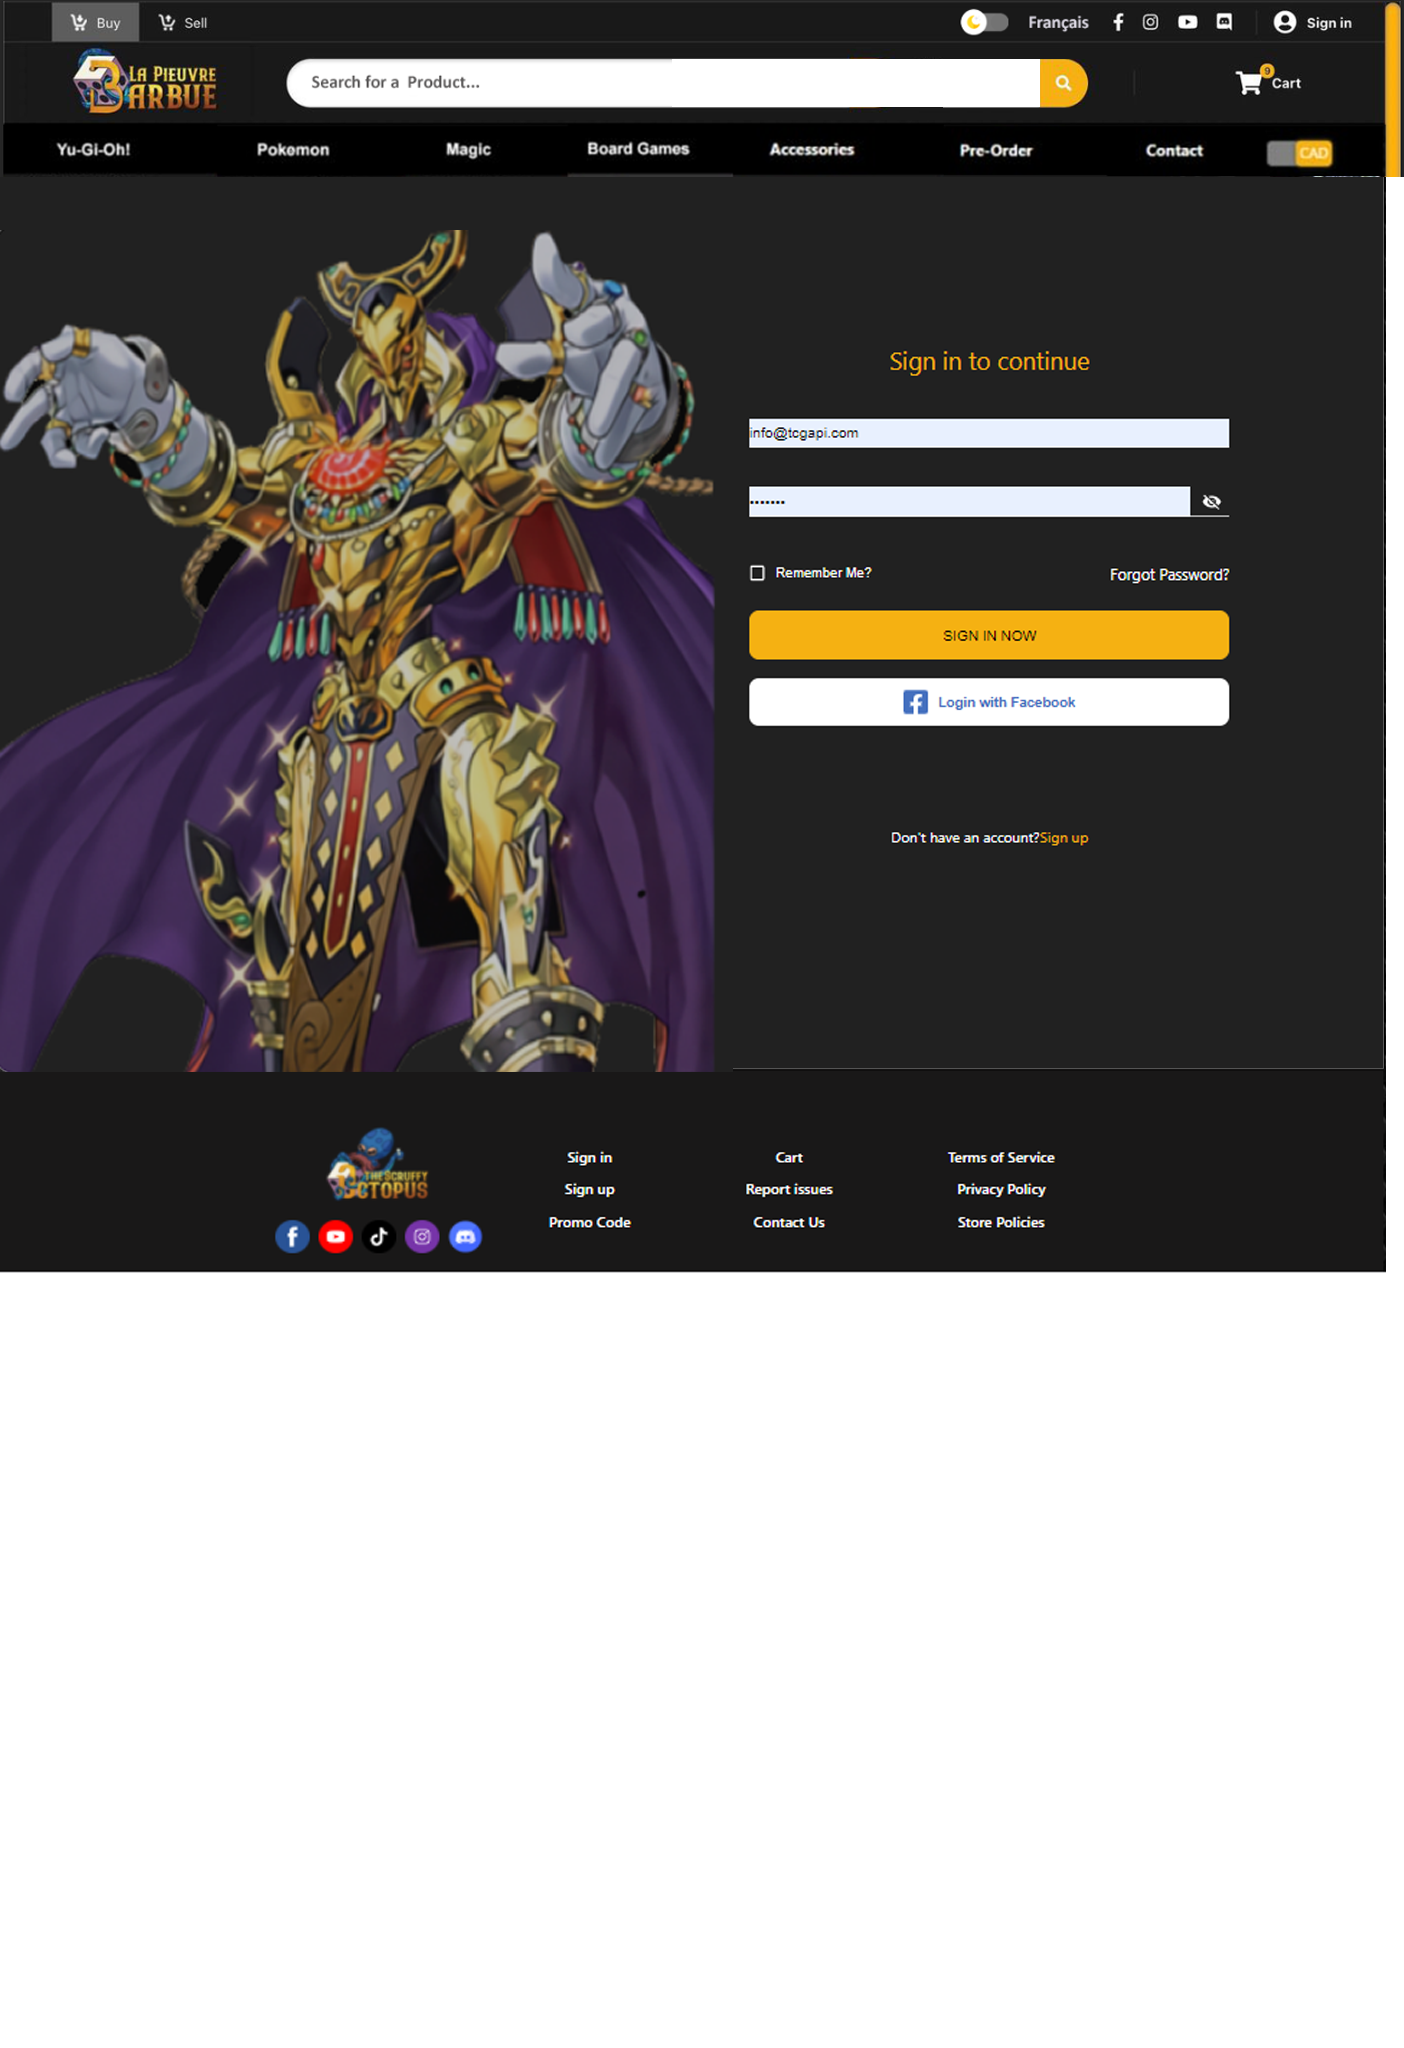 Buy
Sell
Français
Sign in
LA PIEUVRE
BARBUE
Search for a Product...
9
Cart
Yu-Gi-Oh!
Pokemon
Magic
Board Games
Accessories
Pre-Order
Contact
CAD
Sign in to continue
info@tcgapi.com
•••••••
Remember Me?
Forgot Password?
SIGN IN NOW
Login with Facebook
Don't have an account?Sign up
THE SCRUFFY
OCTOPUS
Sign in
Cart
Terms of Service
Sign up
Report issues
Privacy Policy
Promo Code
Contact Us
Store Policies